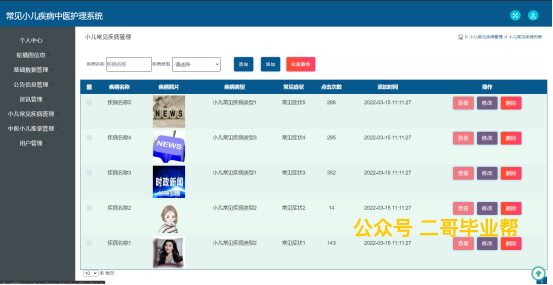 常见小儿疾病中医护理系统
个人中心
轮播图信息
基础数据管理
公告信息管理
资讯管理
小儿常见疾病管理
中医小儿推拿管理
用户管理
小儿常见疾病管理
小儿常见疾病管理 小儿常见疾病列表
疾病名称 疾病名称 疾病类型 -请选择- 查询 添加 批量删除
疾病名称 疾病照片 疾病类型 常见症状 点击次数 添加时间 操作
疾病名称5 NEWS 小儿常见疾病类型1 常见症状5 288 2022-03-15 11:11:27 查看 修改 删除
疾病名称4 NEWS 小儿常见疾病类型3 常见症状4 295 2022-03-15 11:11:27 查看 修改 删除
疾病名称3 时政新闻 小儿常见疾病类型1 常见症状3 352 2022-03-15 11:11:27 查看 修改 删除
疾病名称2 小儿常见疾病类型2 常见症状2 14 2022-03-15 11:11:27 查看 修改 删除
公众号 二哥毕业帮
疾病名称1 小儿常见疾病类型2 常见症状1 143 2022-03-15 11:11:27 查看 修改 删除
10 条 每页